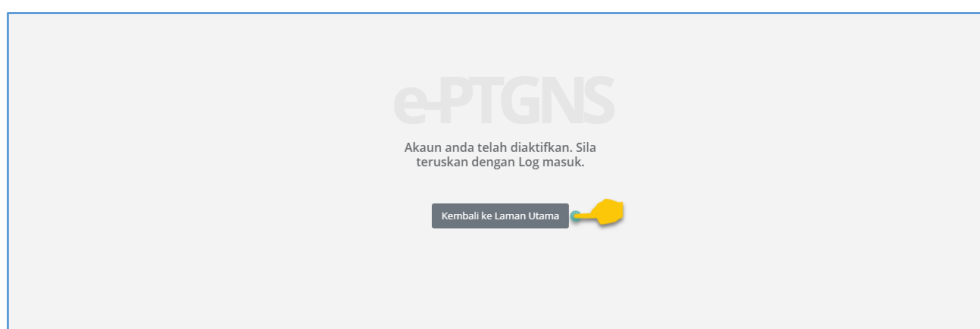 e-PTGNS
Akaun anda telah diaktifkan. Sila
teruskan dengan Log masuk.
Kembali ke Laman Utama